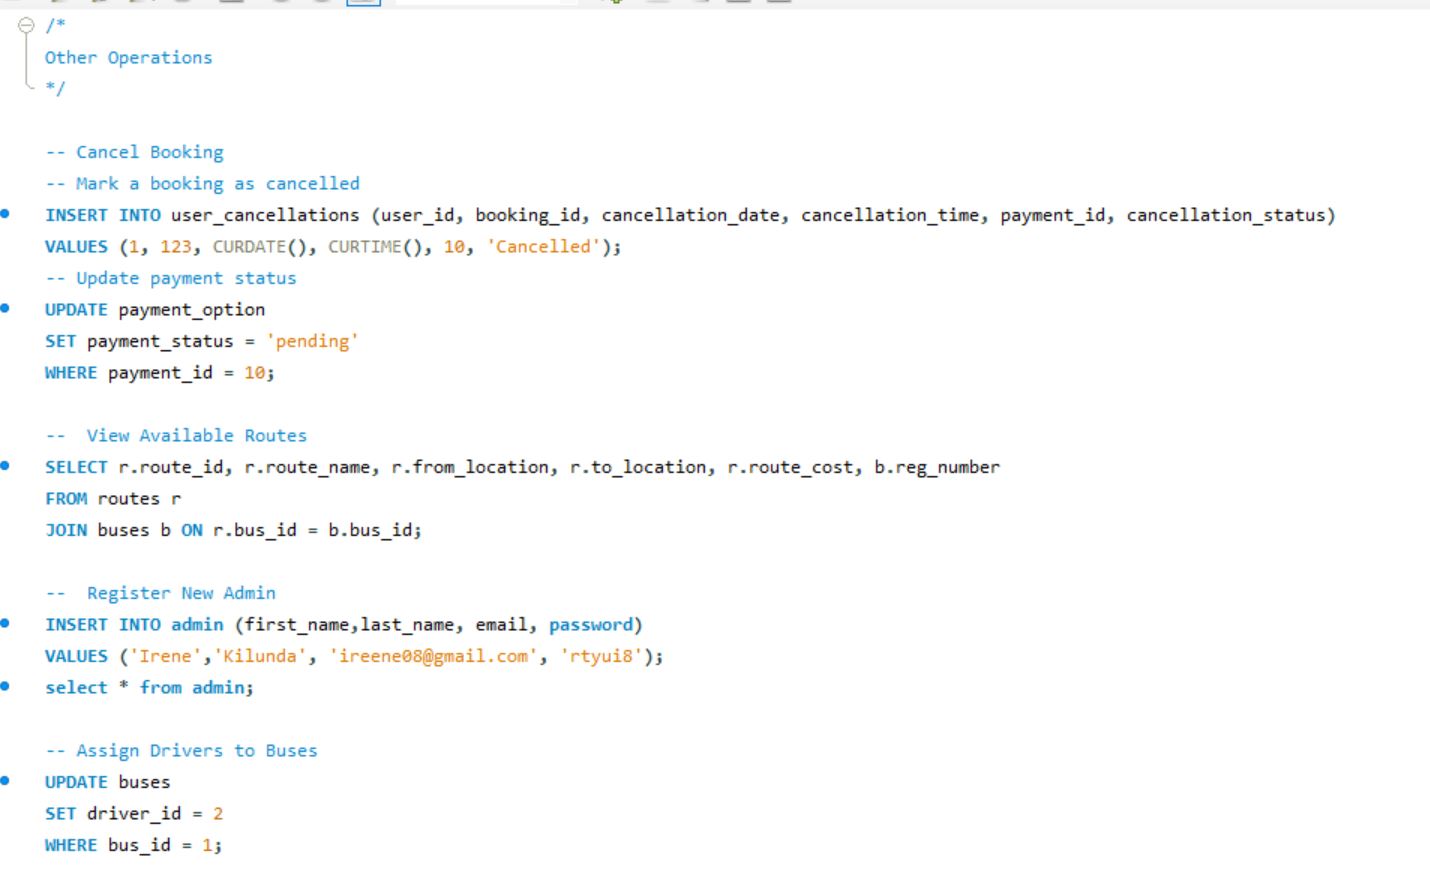 /*
Other Operations
*/
-- Cancel Booking
-- Mark a booking as cancelled
INSERT INTO user_cancellations (user_id, booking_id, cancellation_date, cancellation_time, payment_id, cancellation_status)
VALUES (1, 123, CURDATE(), CURTIME(), 10, 'Cancelled');
-- Update payment status
UPDATE payment_option
SET payment_status = 'pending'
WHERE payment_id = 10;
--  View Available Routes
SELECT r.route_id, r.route_name, r.from_location, r.to_location, r.route_cost, b.reg_number
FROM routes r
JOIN buses b ON r.bus_id = b.bus_id;
--  Register New Admin
INSERT INTO admin (first_name,last_name, email, password)
VALUES ('Irene','Kilunda', 'ireene08@gmail.com', 'rtyui8');
select * from admin;
-- Assign Drivers to Buses
UPDATE buses
SET driver_id = 2
WHERE bus_id = 1;